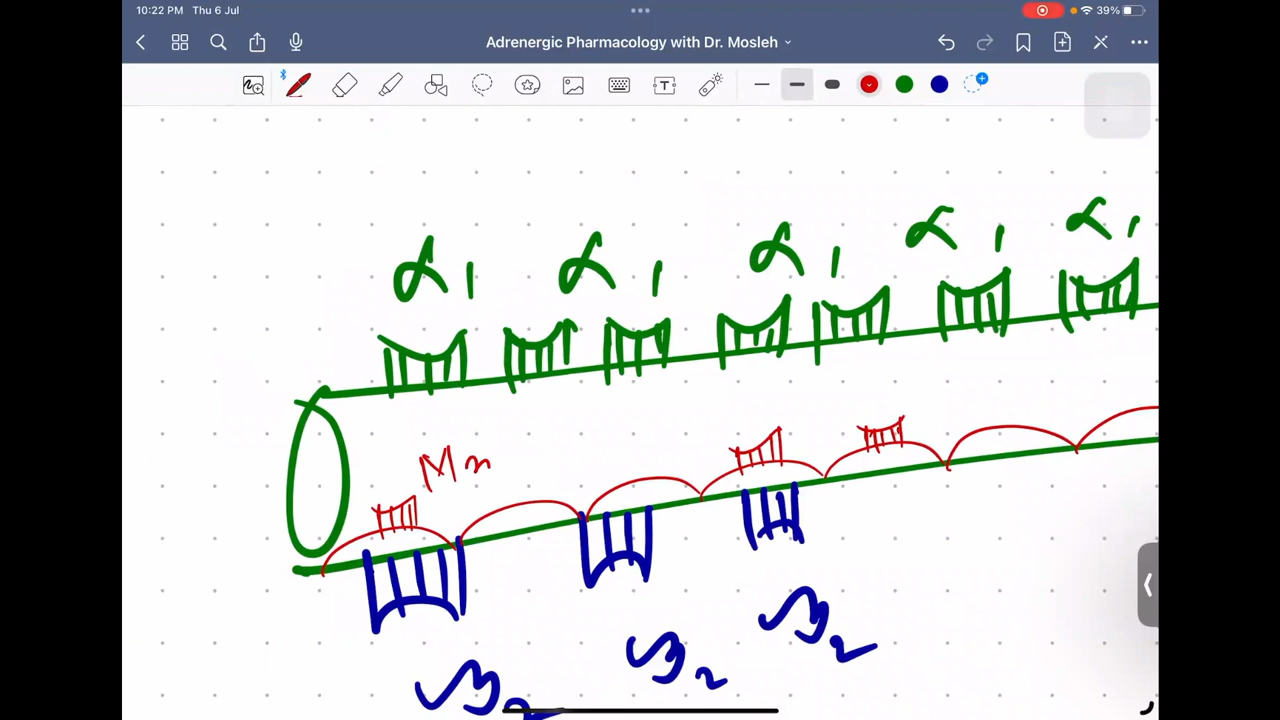 10:22 PM Thu 6 Jul
39%
Adrenergic Pharmacology with Dr. Mosleh
T
α1 α1 α1 α1 α1
M
β2 β2 β2